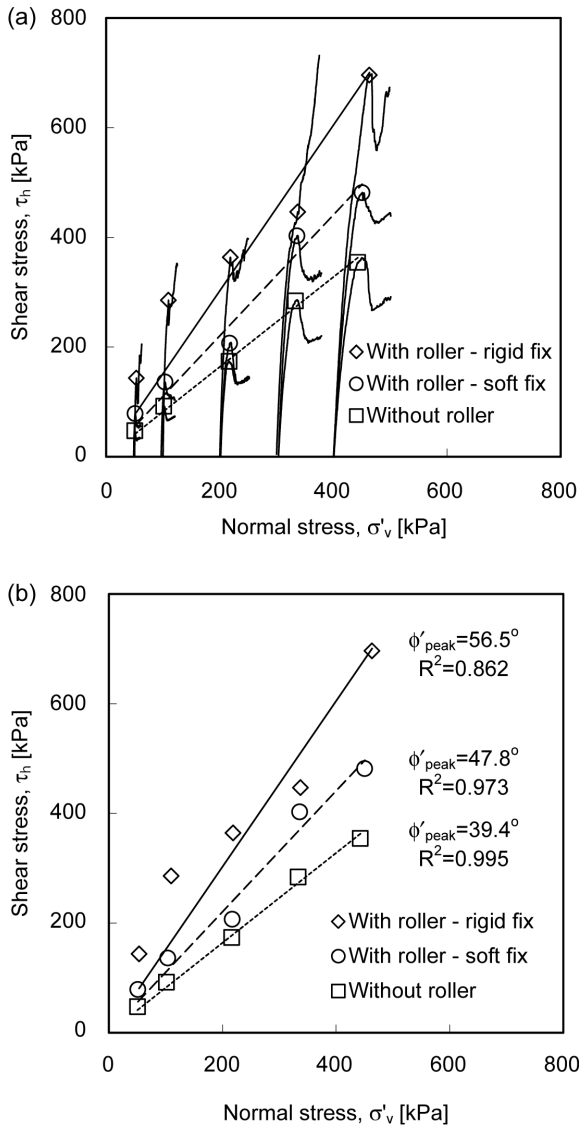 (a)
800
600
400
200
0
Shear stress, τh [kPa]
With roller - rigid fix
With roller - soft fix
Without roller
0 200 400 600 800
Normal stress, σ'v [kPa]
(b)
800
600
400
200
0
Shear stress, τh [kPa]
ϕ'peak=56.5o
R2=0.862
ϕ'peak=47.8o
R2=0.973
ϕ'peak=39.4o
R2=0.995
With roller - rigid fix
With roller - soft fix
Without roller
0 200 400 600 800
Normal stress, σ'v [kPa]